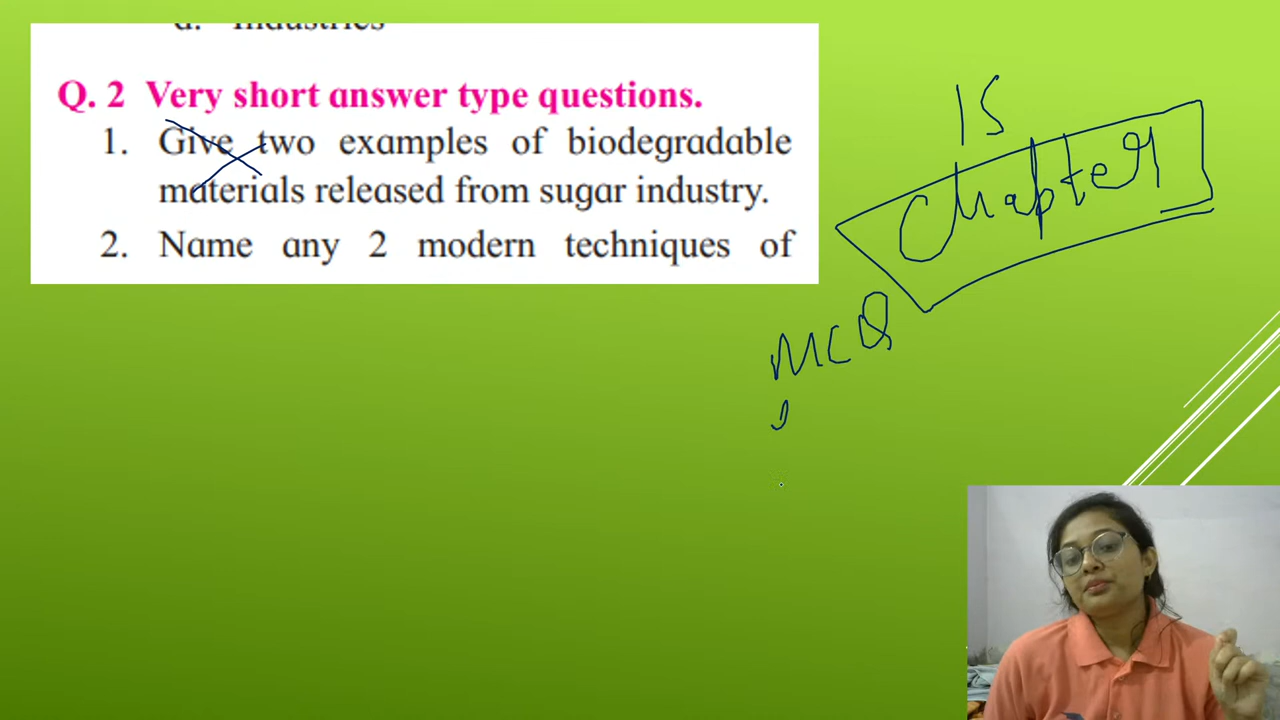 d. Industries
Q. 2 Very short answer type questions.
1. Give two examples of biodegradable
materials released from sugar industry.
2. Name any 2 modern techniques of
15
Chapter
MCQ